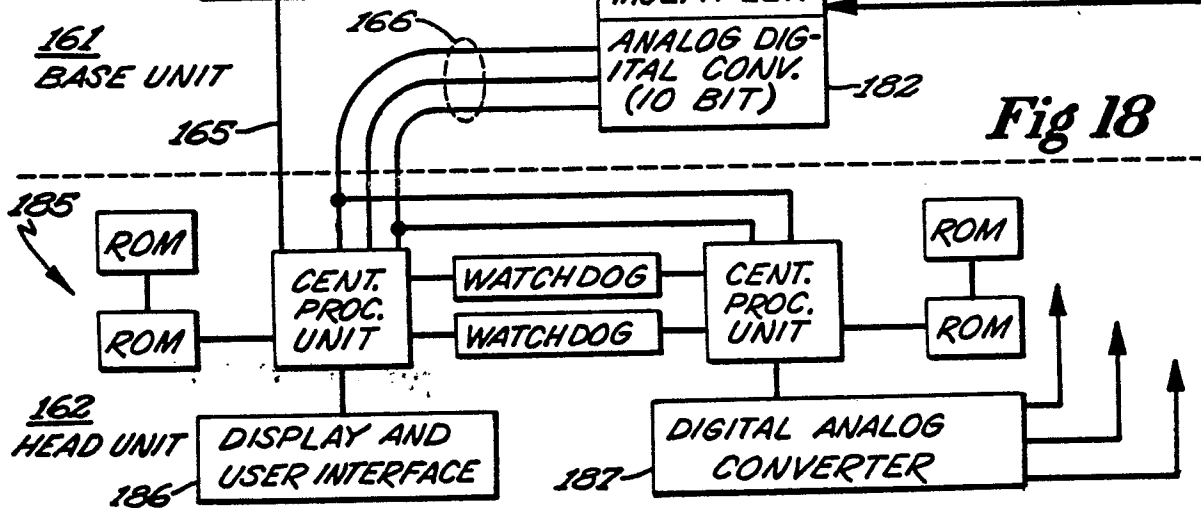 166
161
BASE UNIT
ANALOG DIG-
ITAL CONV.
(10 BIT)
182
165
Fig 18
185
ROM
ROM
CENT.
PROC.
UNIT
WATCHDOG
WATCHDOG
CENT.
PROC.
UNIT
ROM
ROM
162
HEAD UNIT
DISPLAY AND
USER INTERFACE
186
DIGITAL ANALOG
CONVERTER
187